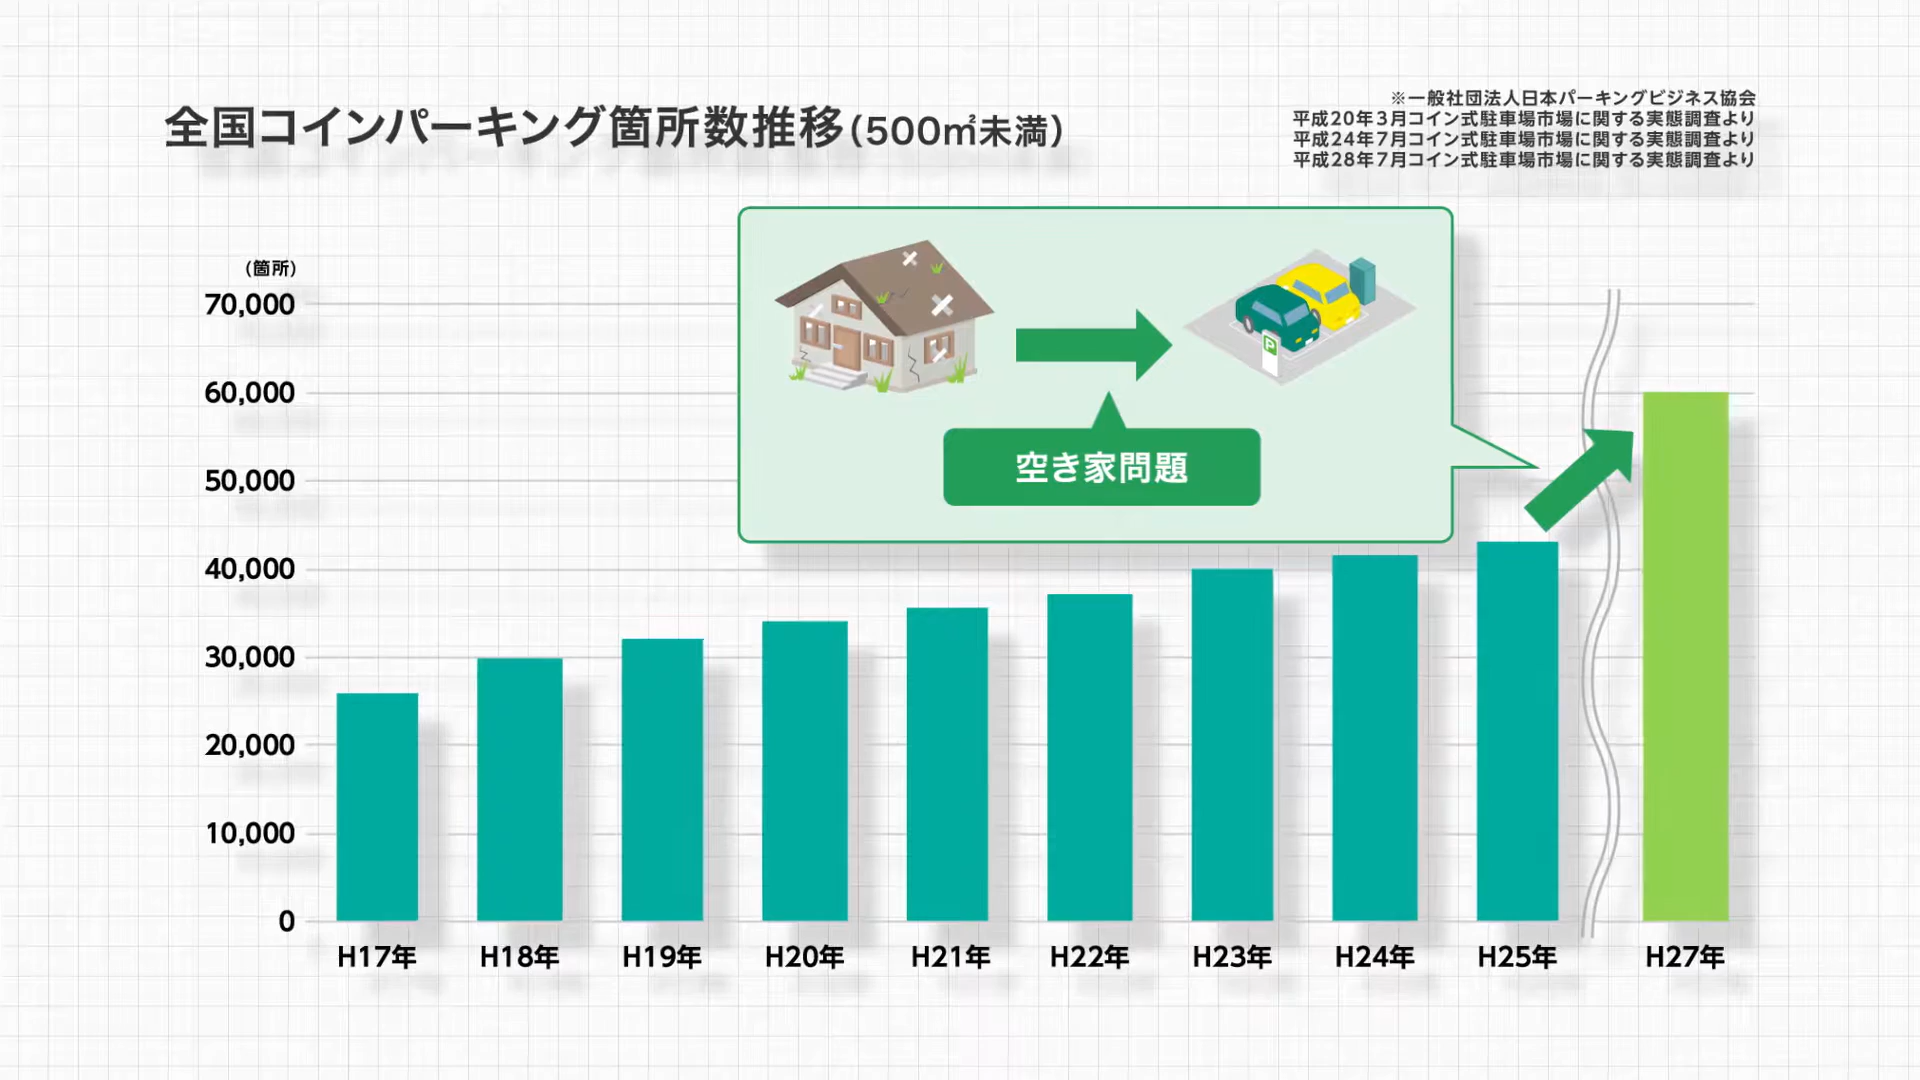 全国コインパーキング箇所数推移(500㎡未満)
※一般社団法人日本パーキングビジネス協会
平成20年3月コイン式駐車場市場に関する実態調査より
平成24年7月コイン式駐車場市場に関する実態調査より
平成28年7月コイン式駐車場市場に関する実態調査より
(箇所)
70,000
60,000
50,000
40,000
30,000
20,000
10,000
0
P
空き家問題
H17年 H18年 H19年 H20年 H21年 H22年 H23年 H24年 H25年 H27年